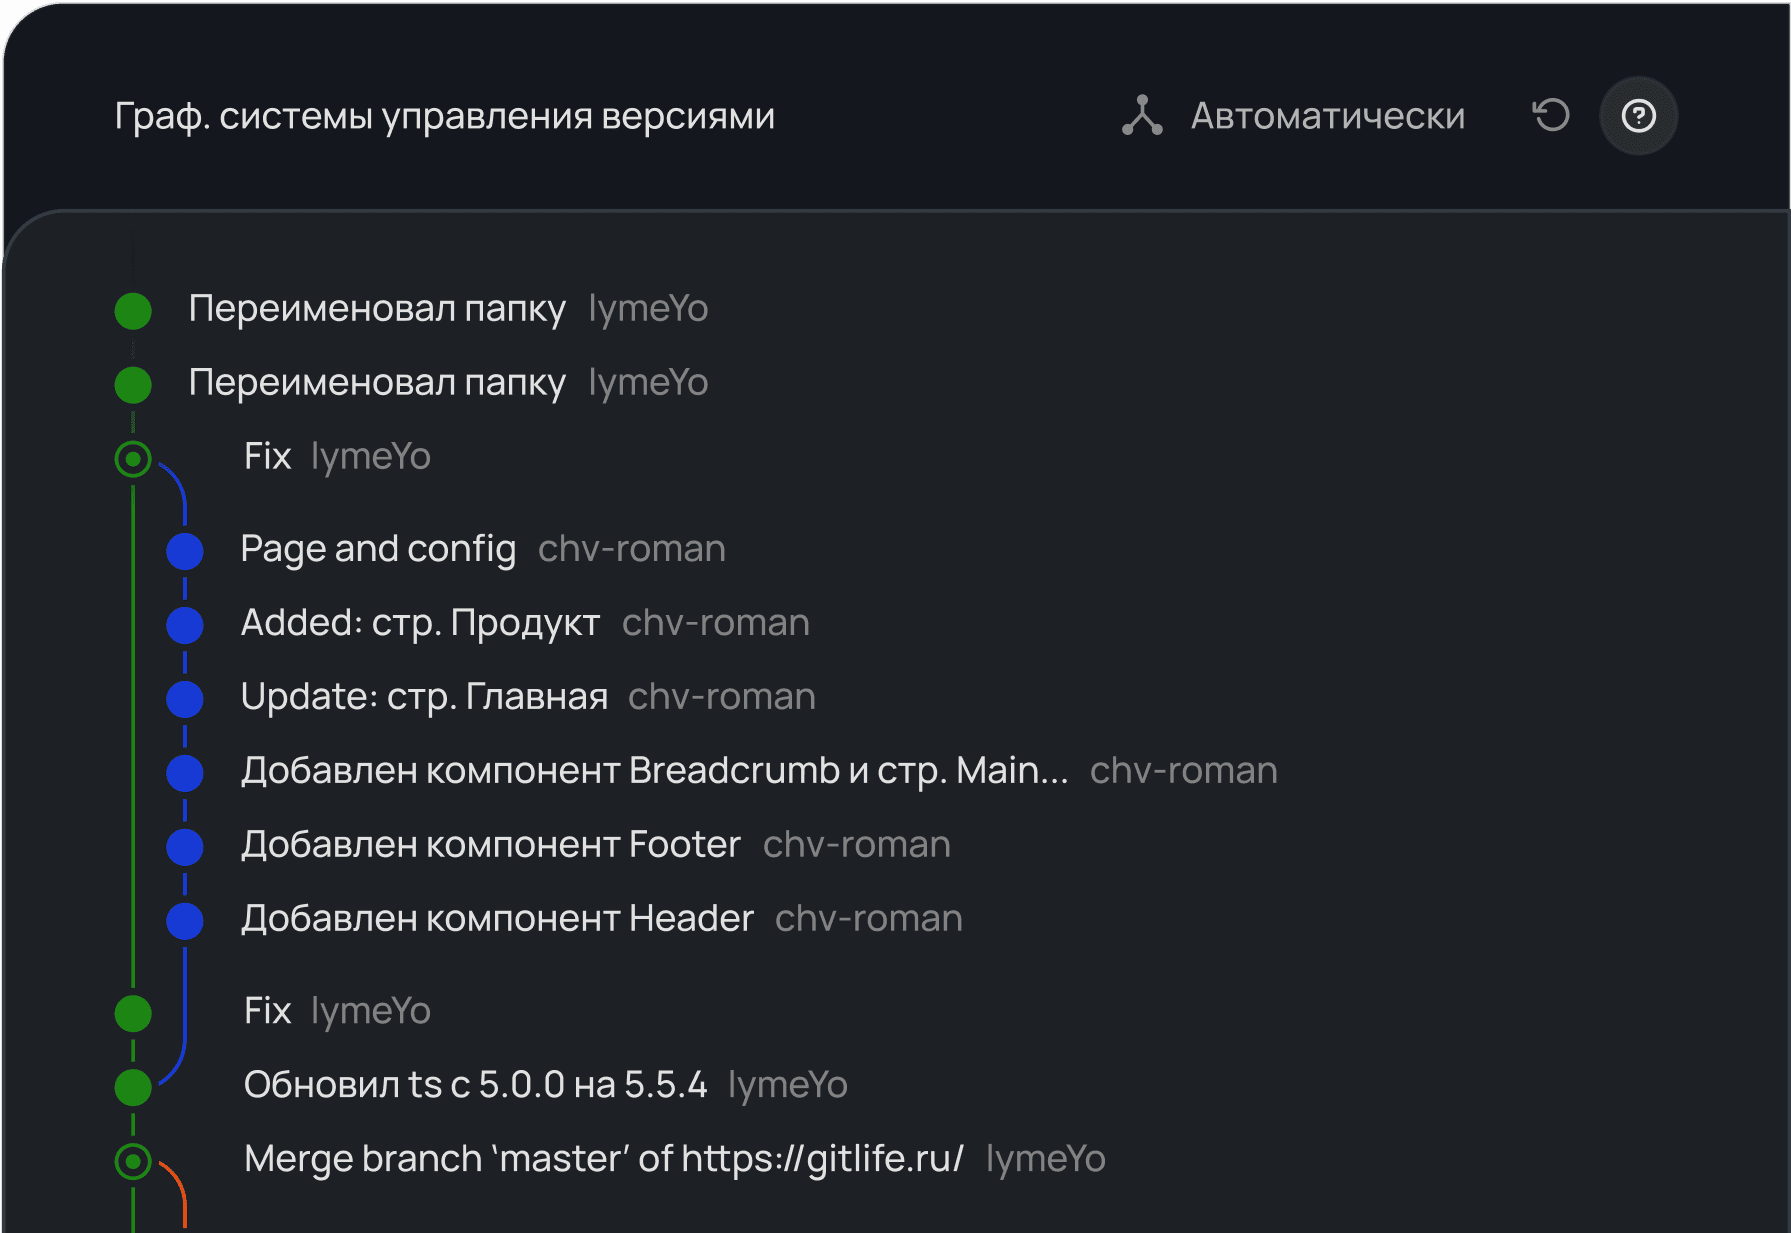 Граф. системы управления версиями
Автоматически
Переименовал папку lymeYo
Переименовал папку lymeYo
Fix lymeYo
Page and config chv-roman
Added: стр. Продукт chv-roman
Update: стр. Главная chv-roman
Добавлен компонент Breadcrumb и стр. Main... chv-roman
Добавлен компонент Footer chv-roman
Добавлен компонент Header chv-roman
Fix lymeYo
Обновил ts с 5.0.0 на 5.5.4 lymeYo
Merge branch ‘master’ of https://gitlife.ru/ lymeYo